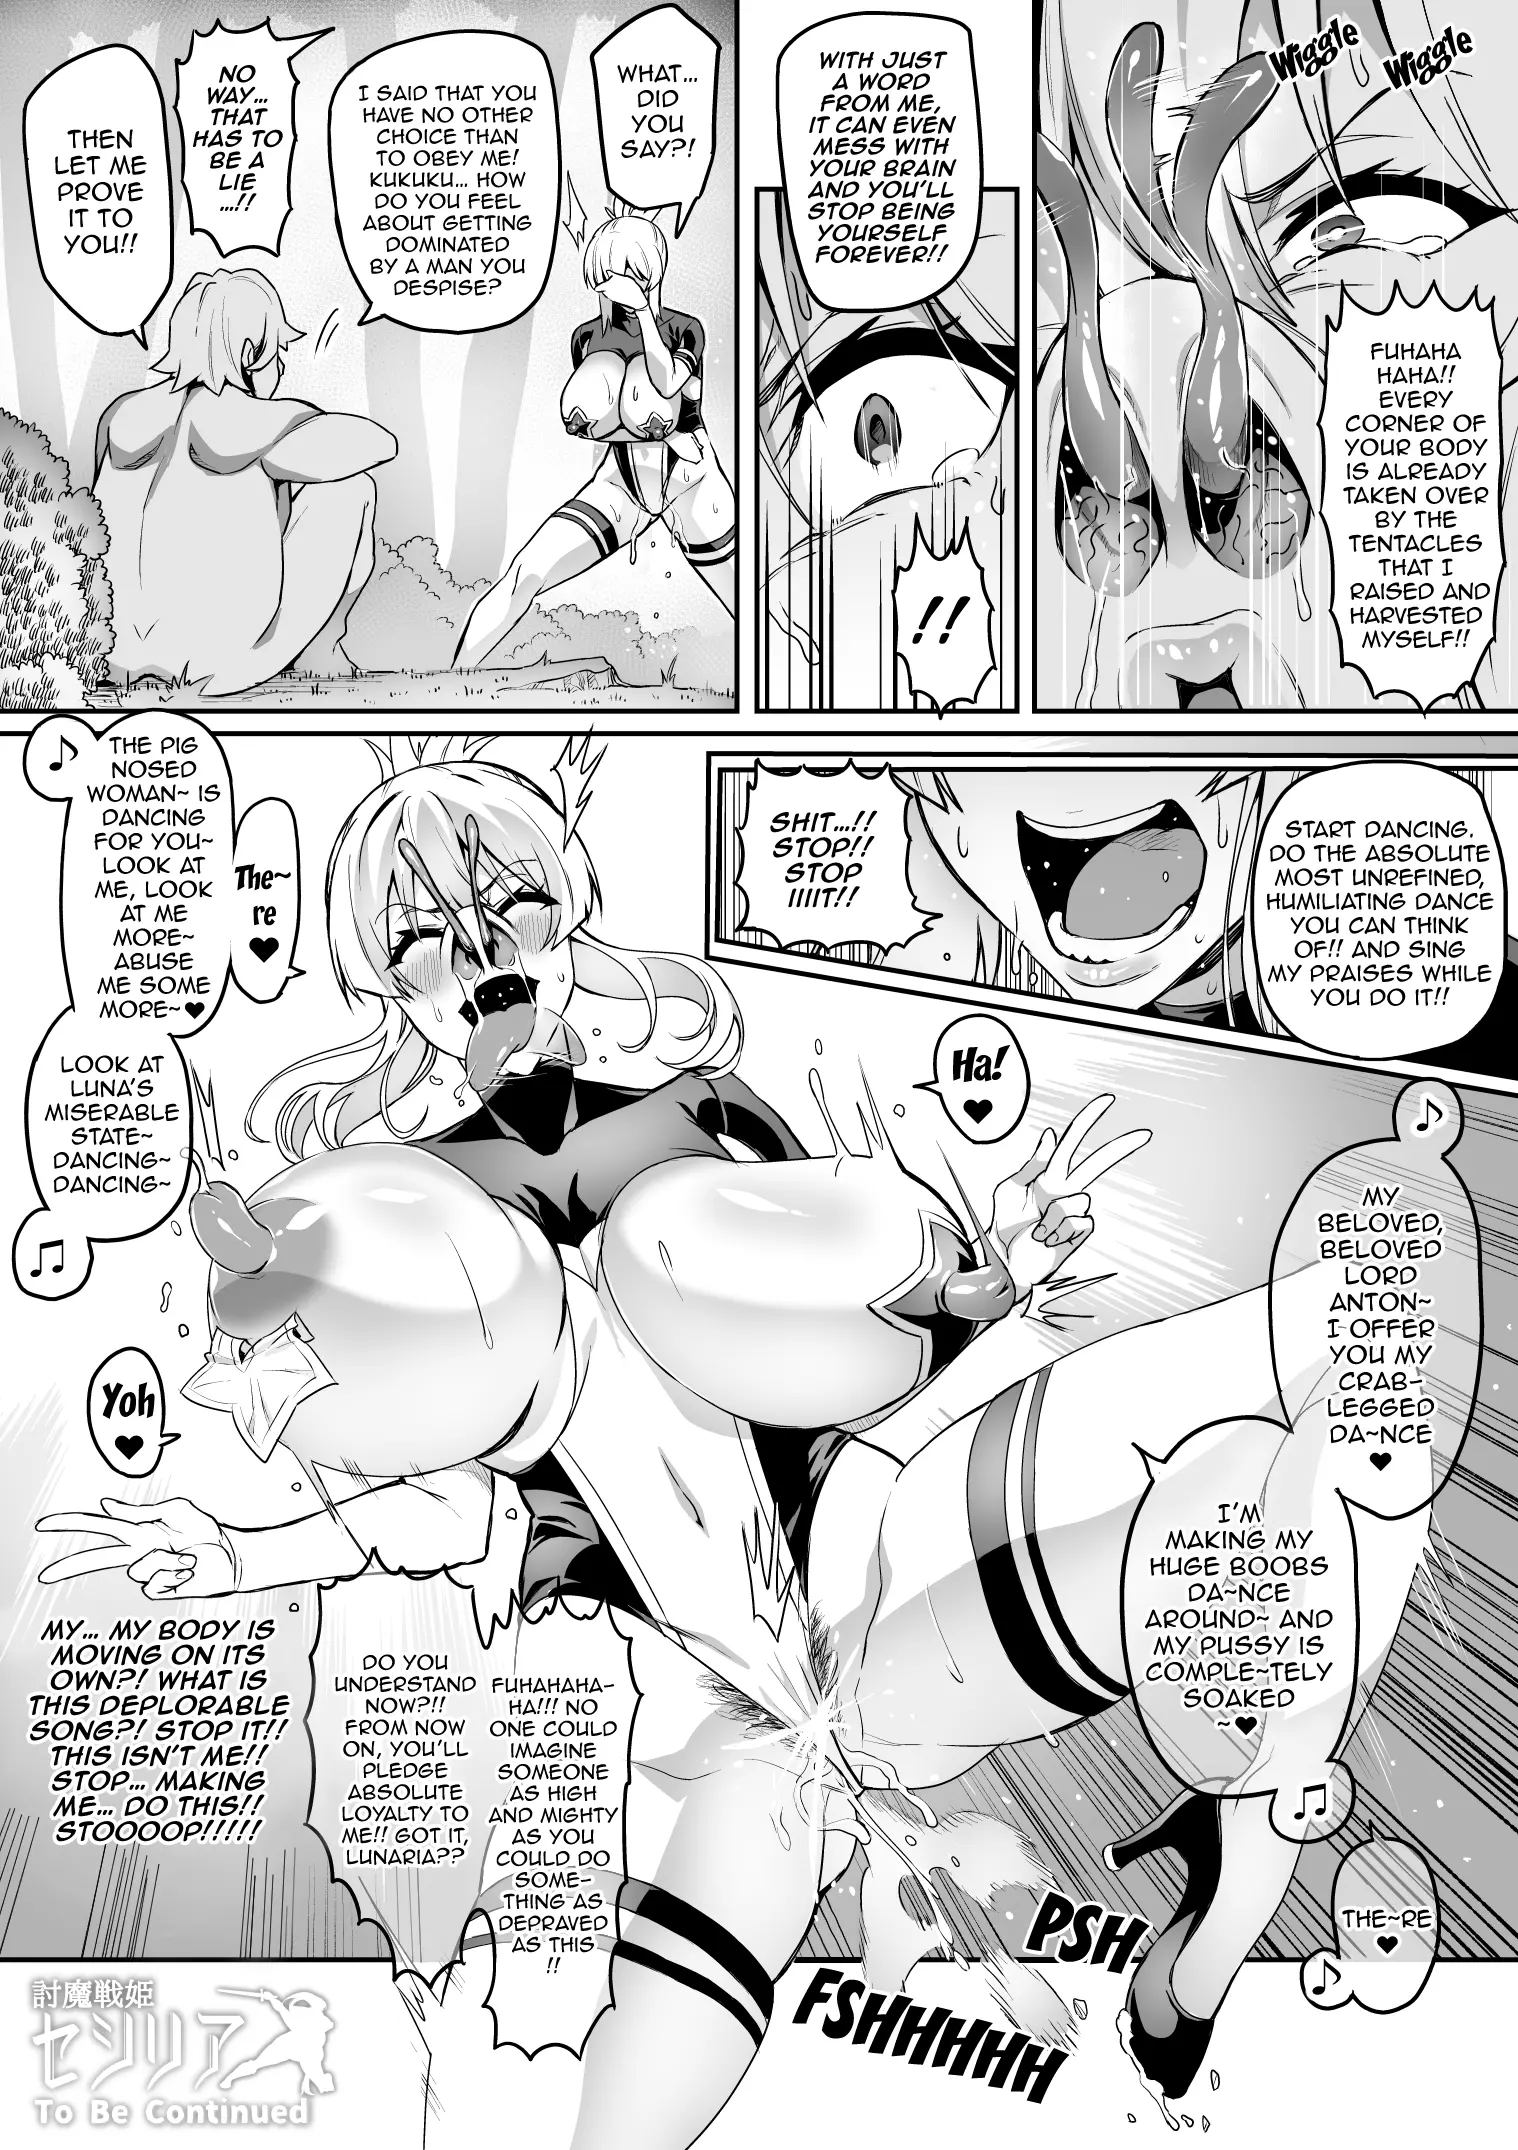 Wiggle
Wiggle
FUHAHA
HAHA!!
EVERY
CORNER OF
YOUR BODY
IS ALREADY
TAKEN OVER
BY THE
TENTACLES
THAT I
RAISED AND
HARVESTED
MYSELF!!
WITH JUST
A WORD
FROM ME,
IT CAN EVEN
MESS WITH
YOUR BRAIN
AND YOU'LL
STOP BEING
YOURSELF
FOREVER!!
!!
WHAT...
DID
YOU
SAY?!
I SAID THAT YOU
HAVE NO OTHER
CHOICE THAN
TO OBEY ME!
KUKUKU... HOW
DO YOU FEEL
ABOUT GETTING
DOMINATED
BY A MAN YOU
DESPISE?
NO
WAY...
THAT
HAS TO
BE A
LIE
...!!
THEN
LET ME
PROVE
IT TO
YOU!!
START DANCING.
DO THE ABSOLUTE
MOST UNREFINED,
HUMILIATING DANCE
YOU CAN THINK
OF!! AND SING
MY PRAISES WHILE
YOU DO IT!!
SHIT...!!
STOP!!
STOP
IIIIIT!!
♪
MY
BELOVED,
BELOVED
LORD
ANTON~
I OFFER
YOU MY
CRAB-
LEGGED
DA~NCE
♥
I'M
MAKING MY
HUGE BOOBS
DA~NCE
AROUND~ AND
MY PUSSY IS
COMPLE~TELY
SOAKED
~♥
♫
THE~RE
♥
♪
Ha!
♥
The~
re
♥
♪
THE PIG
NOSED
WOMAN~ IS
DANCING
FOR YOU~
LOOK AT
ME, LOOK
AT ME
MORE~
ABUSE
ME SOME
MORE~♥
LOOK AT
LUNA'S
MISERABLE
STATE~
DANCING~
DANCING~
♫
Yoh
♥
PSH
FSHHHHHH
FUHAHAHA-
HA!!! NO
ONE COULD
IMAGINE
SOMEONE
AS HIGH
AND MIGHTY
AS YOU
COULD DO
SOME-
THING AS
DEPRAVED
AS THIS
!!
DO YOU
UNDERSTAND
NOW?!!
FROM NOW
ON, YOU'LL
PLEDGE
ABSOLUTE
LOYALTY TO
ME!! GOT IT,
LUNARIA??
MY... MY BODY IS
MOVING ON ITS
OWN?! WHAT IS
THIS DEPLORABLE
SONG?! STOP IT!!
THIS ISN'T ME!!
STOP... MAKING
ME... DO THIS!!
STOOOOP!!!!!
討魔戦姫
セシリア
To Be Continued